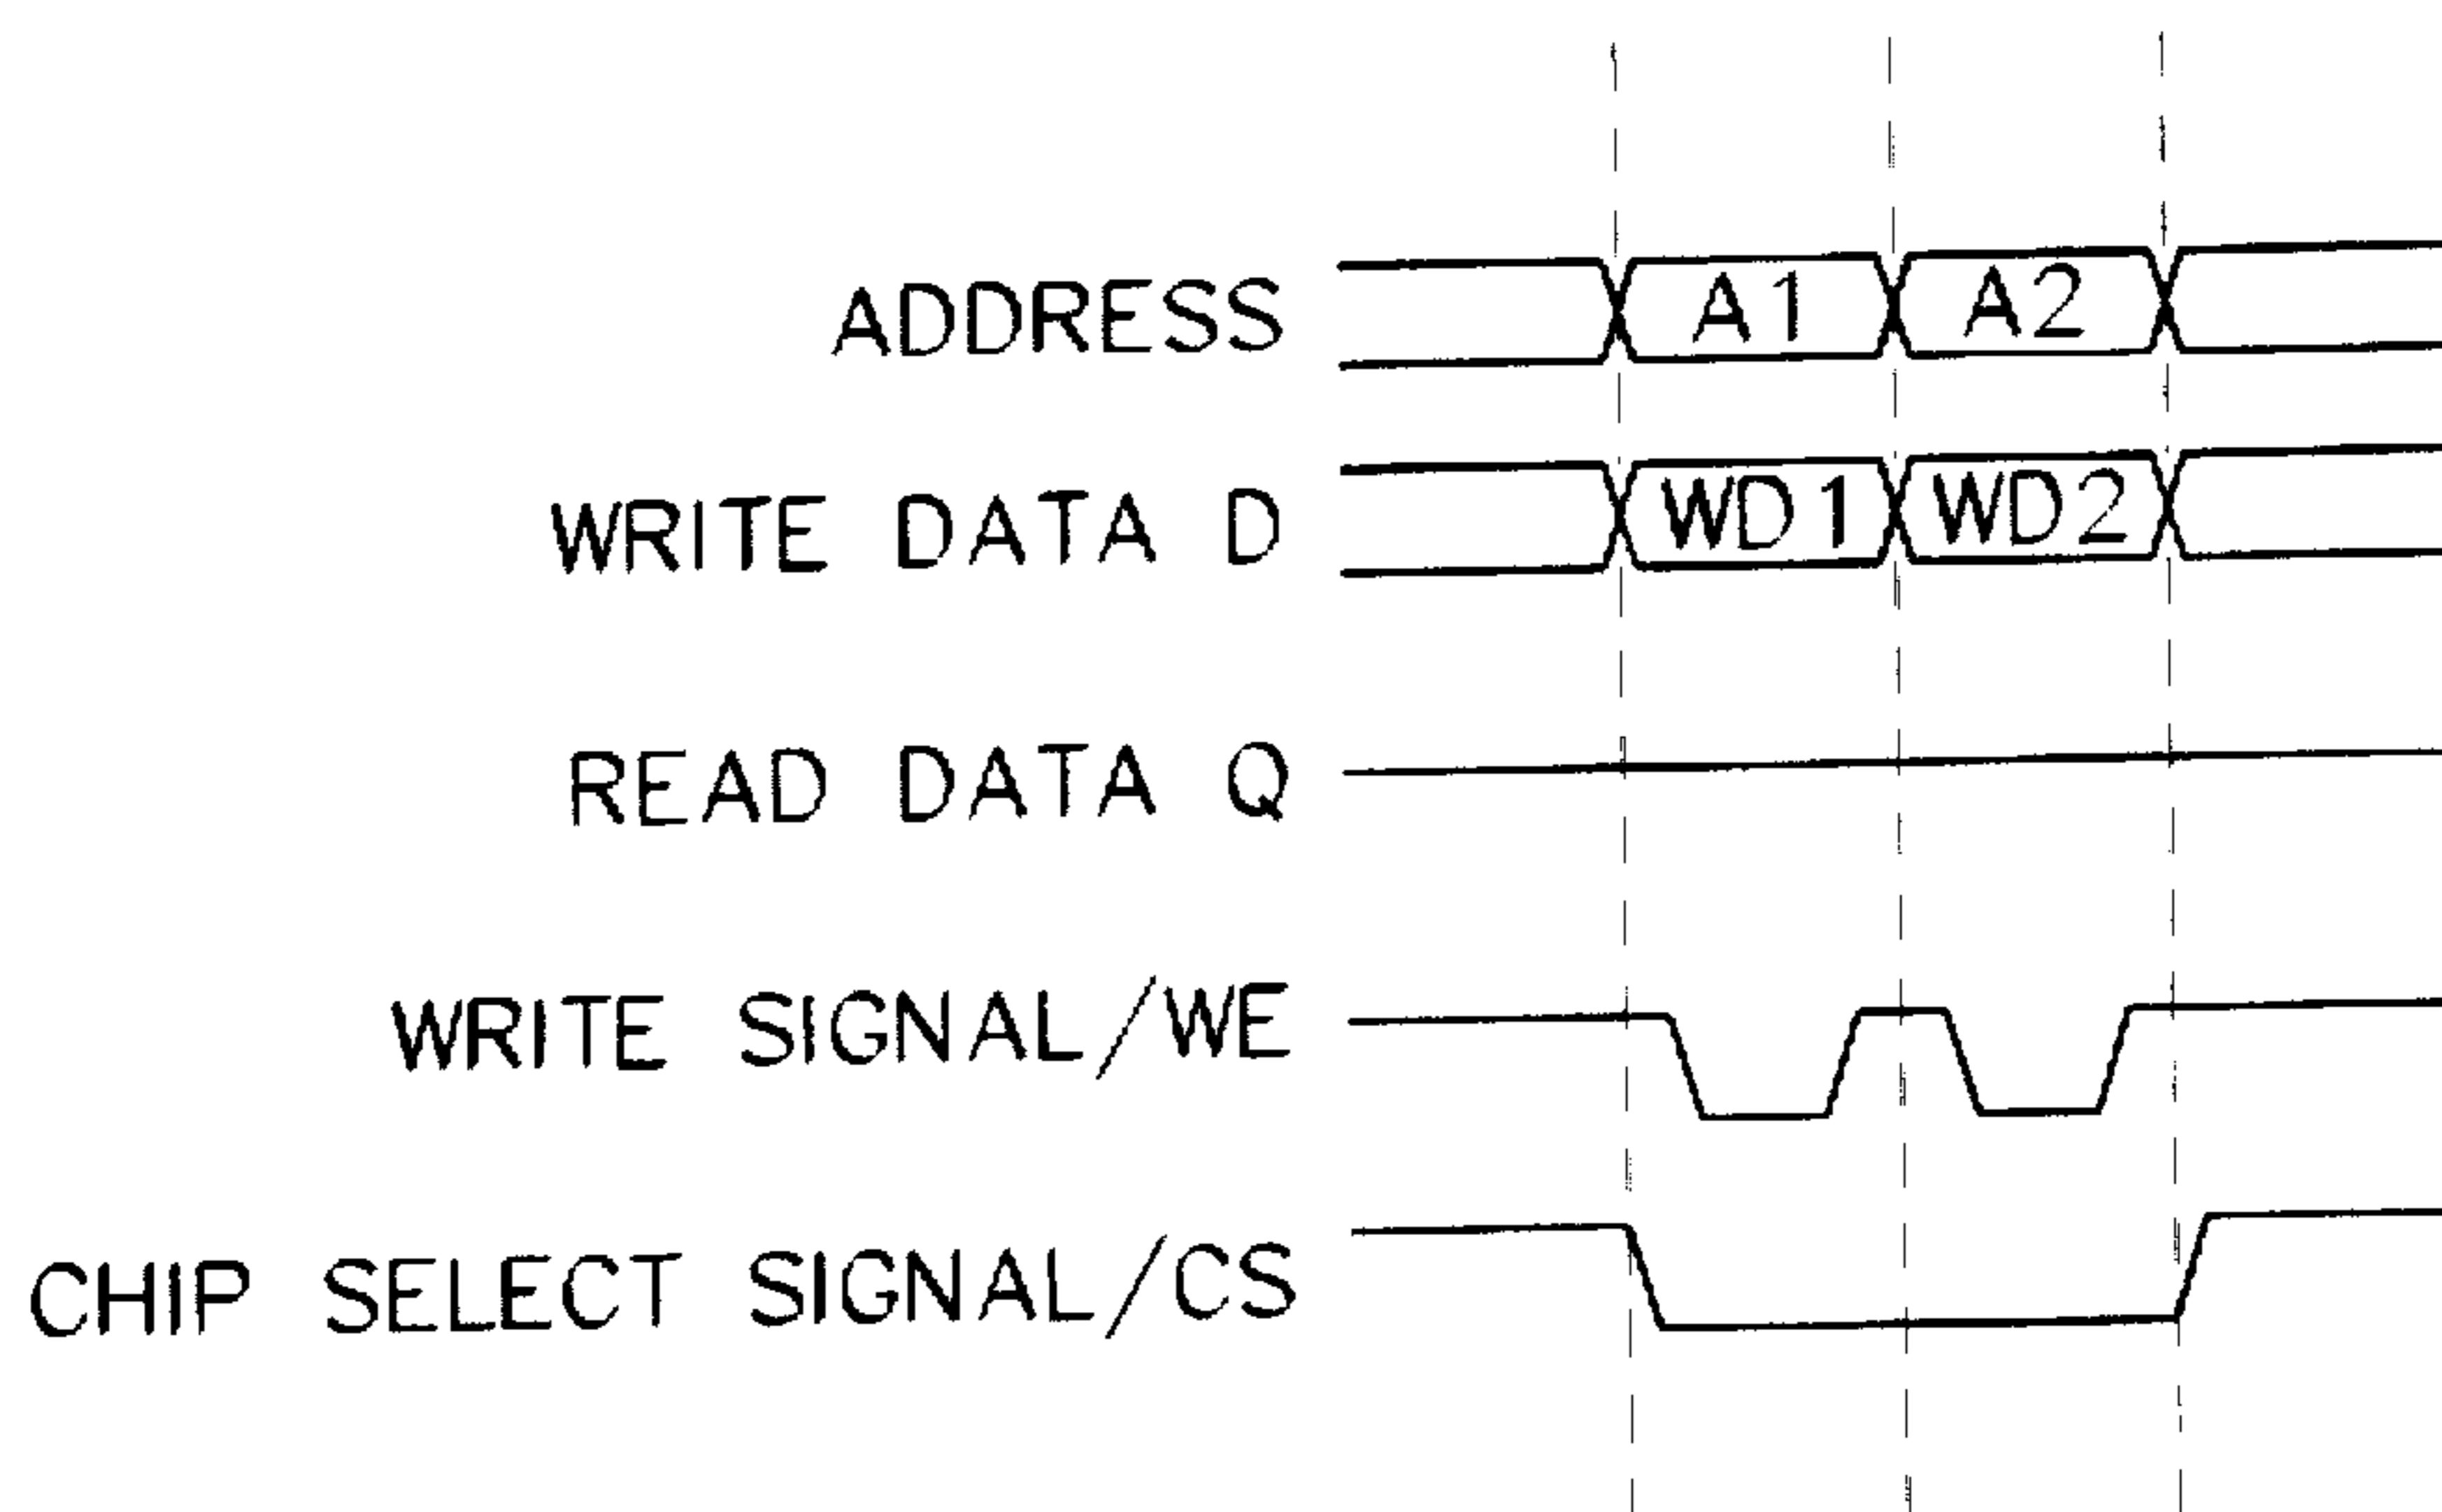 ADDRESS A1 A2
WRITE DATA D WD1 WD2
READ DATA Q
WRITE SIGNAL/WE
CHIP SELECT SIGNAL/CS